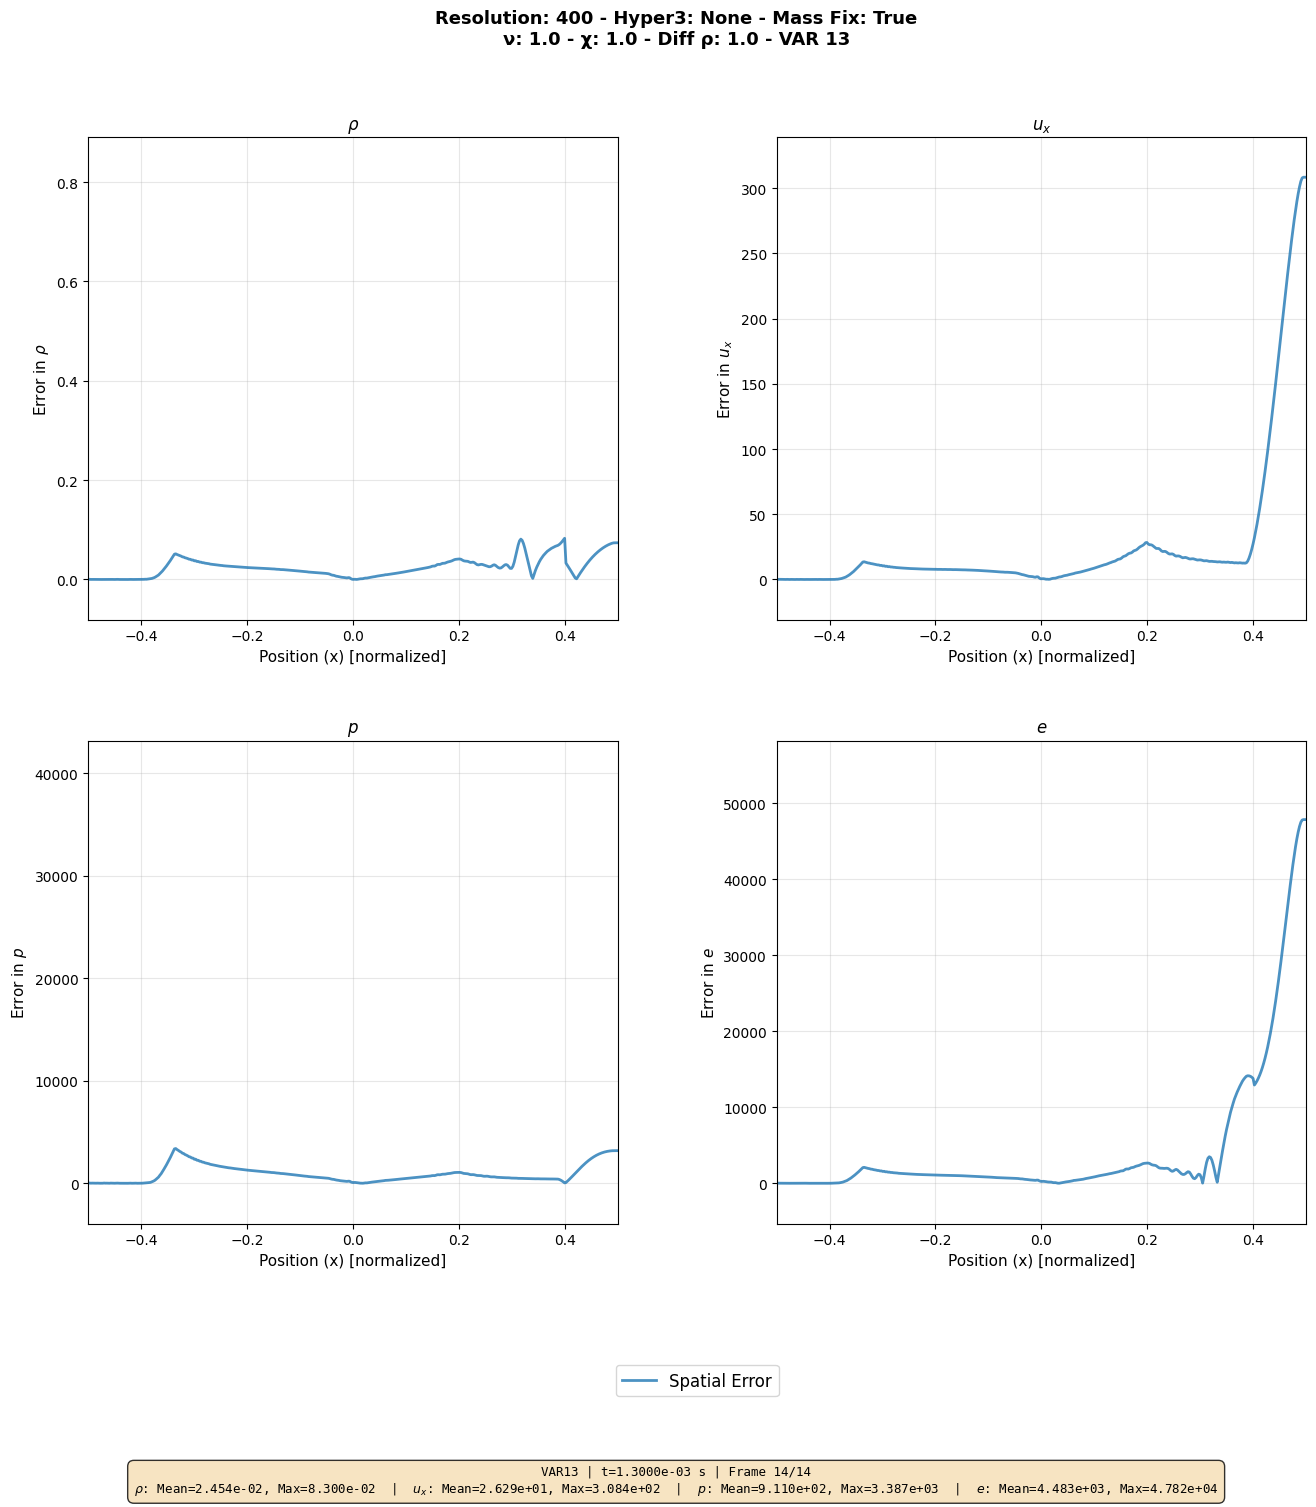 Resolution: 400 - Hyper3: None - Mass Fix: True
ν: 1.0 - χ: 1.0 - Diff ρ: 1.0 - VAR 13
ρ
Error in ρ
0.8
0.6
0.4
0.2
0.0
−0.4 −0.2 0.0 0.2 0.4
Position (x) [normalized]
u_x
Error in u_x
300
250
200
150
100
50
0
−0.4 −0.2 0.0 0.2 0.4
Position (x) [normalized]
p
Error in p
40000
30000
20000
10000
0
−0.4 −0.2 0.0 0.2 0.4
Position (x) [normalized]
e
Error in e
50000
40000
30000
20000
10000
0
−0.4 −0.2 0.0 0.2 0.4
Position (x) [normalized]
Spatial Error
VAR13 | t=1.3000e-03 s | Frame 14/14
ρ: Mean=2.454e-02, Max=8.300e-02 | u_x: Mean=2.629e+01, Max=3.084e+02 | p: Mean=9.110e+02, Max=3.387e+03 | e: Mean=4.483e+03, Max=4.782e+04